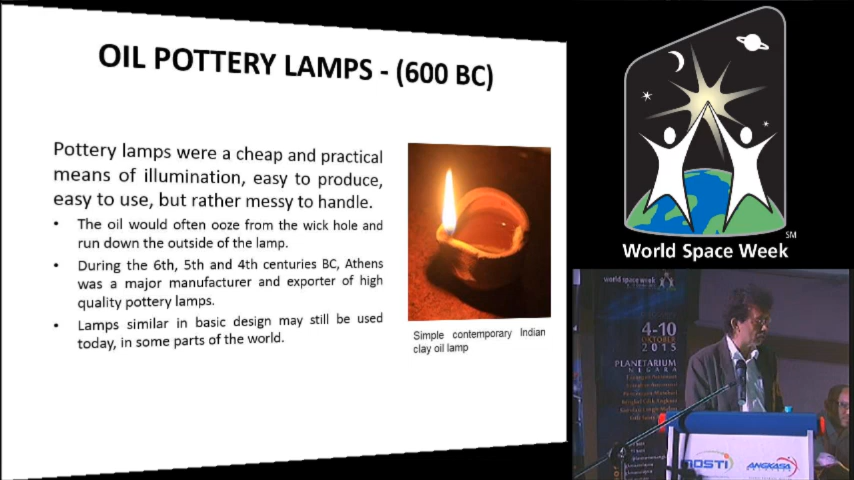 OIL POTTERY LAMPS - (600 BC)
Pottery lamps were a cheap and practical
means of illumination, easy to produce,
easy to use, but rather messy to handle.
• The oil would often ooze from the wick hole and
run down the outside of the lamp.
• During the 6th, 5th and 4th centuries BC, Athens
was a major manufacturer and exporter of high
quality pottery lamps.
• Lamps similar in basic design may still be used
today, in some parts of the world.
Simple contemporary Indian
clay oil lamp
SM
World Space Week
world space week
4-10
OKTOBER
2015
PLANETARIUM
NEGARA
MOSTI
ANGKASA